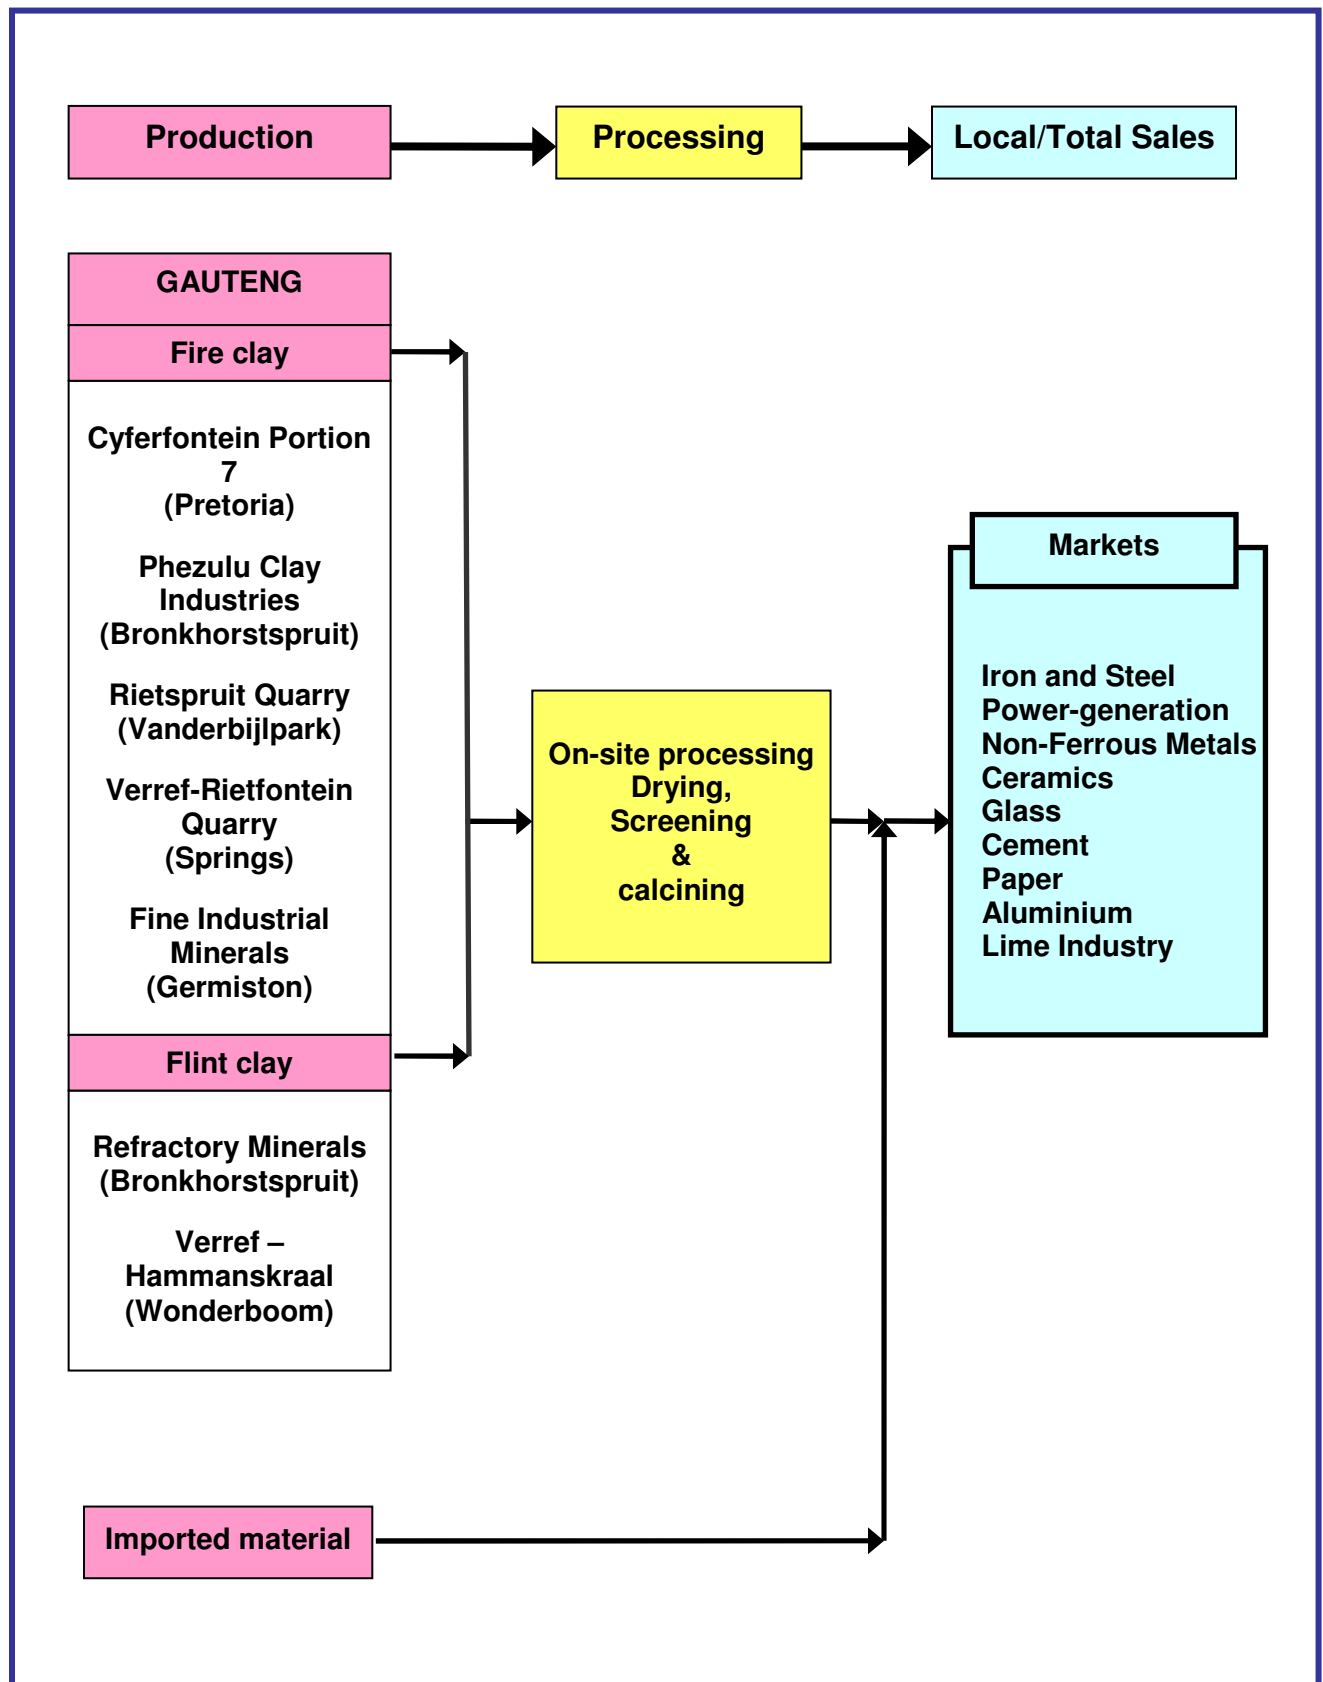 Production
Processing
Local/Total Sales
GAUTENG
Fire clay
Cyferfontein Portion
7
(Pretoria)
Phezulu Clay
Industries
(Bronkhorstspruit)
Rietspruit Quarry
(Vanderbijlpark)
Verref-Rietfontein
Quarry
(Springs)
Fine Industrial
Minerals
(Germiston)
Flint clay
Refractory Minerals
(Bronkhorstspruit)
Verref –
Hammanskraal
(Wonderboom)
Imported material
On-site processing
Drying,
Screening
&
calcining
Markets
Iron and Steel
Power-generation
Non-Ferrous Metals
Ceramics
Glass
Cement
Paper
Aluminium
Lime Industry